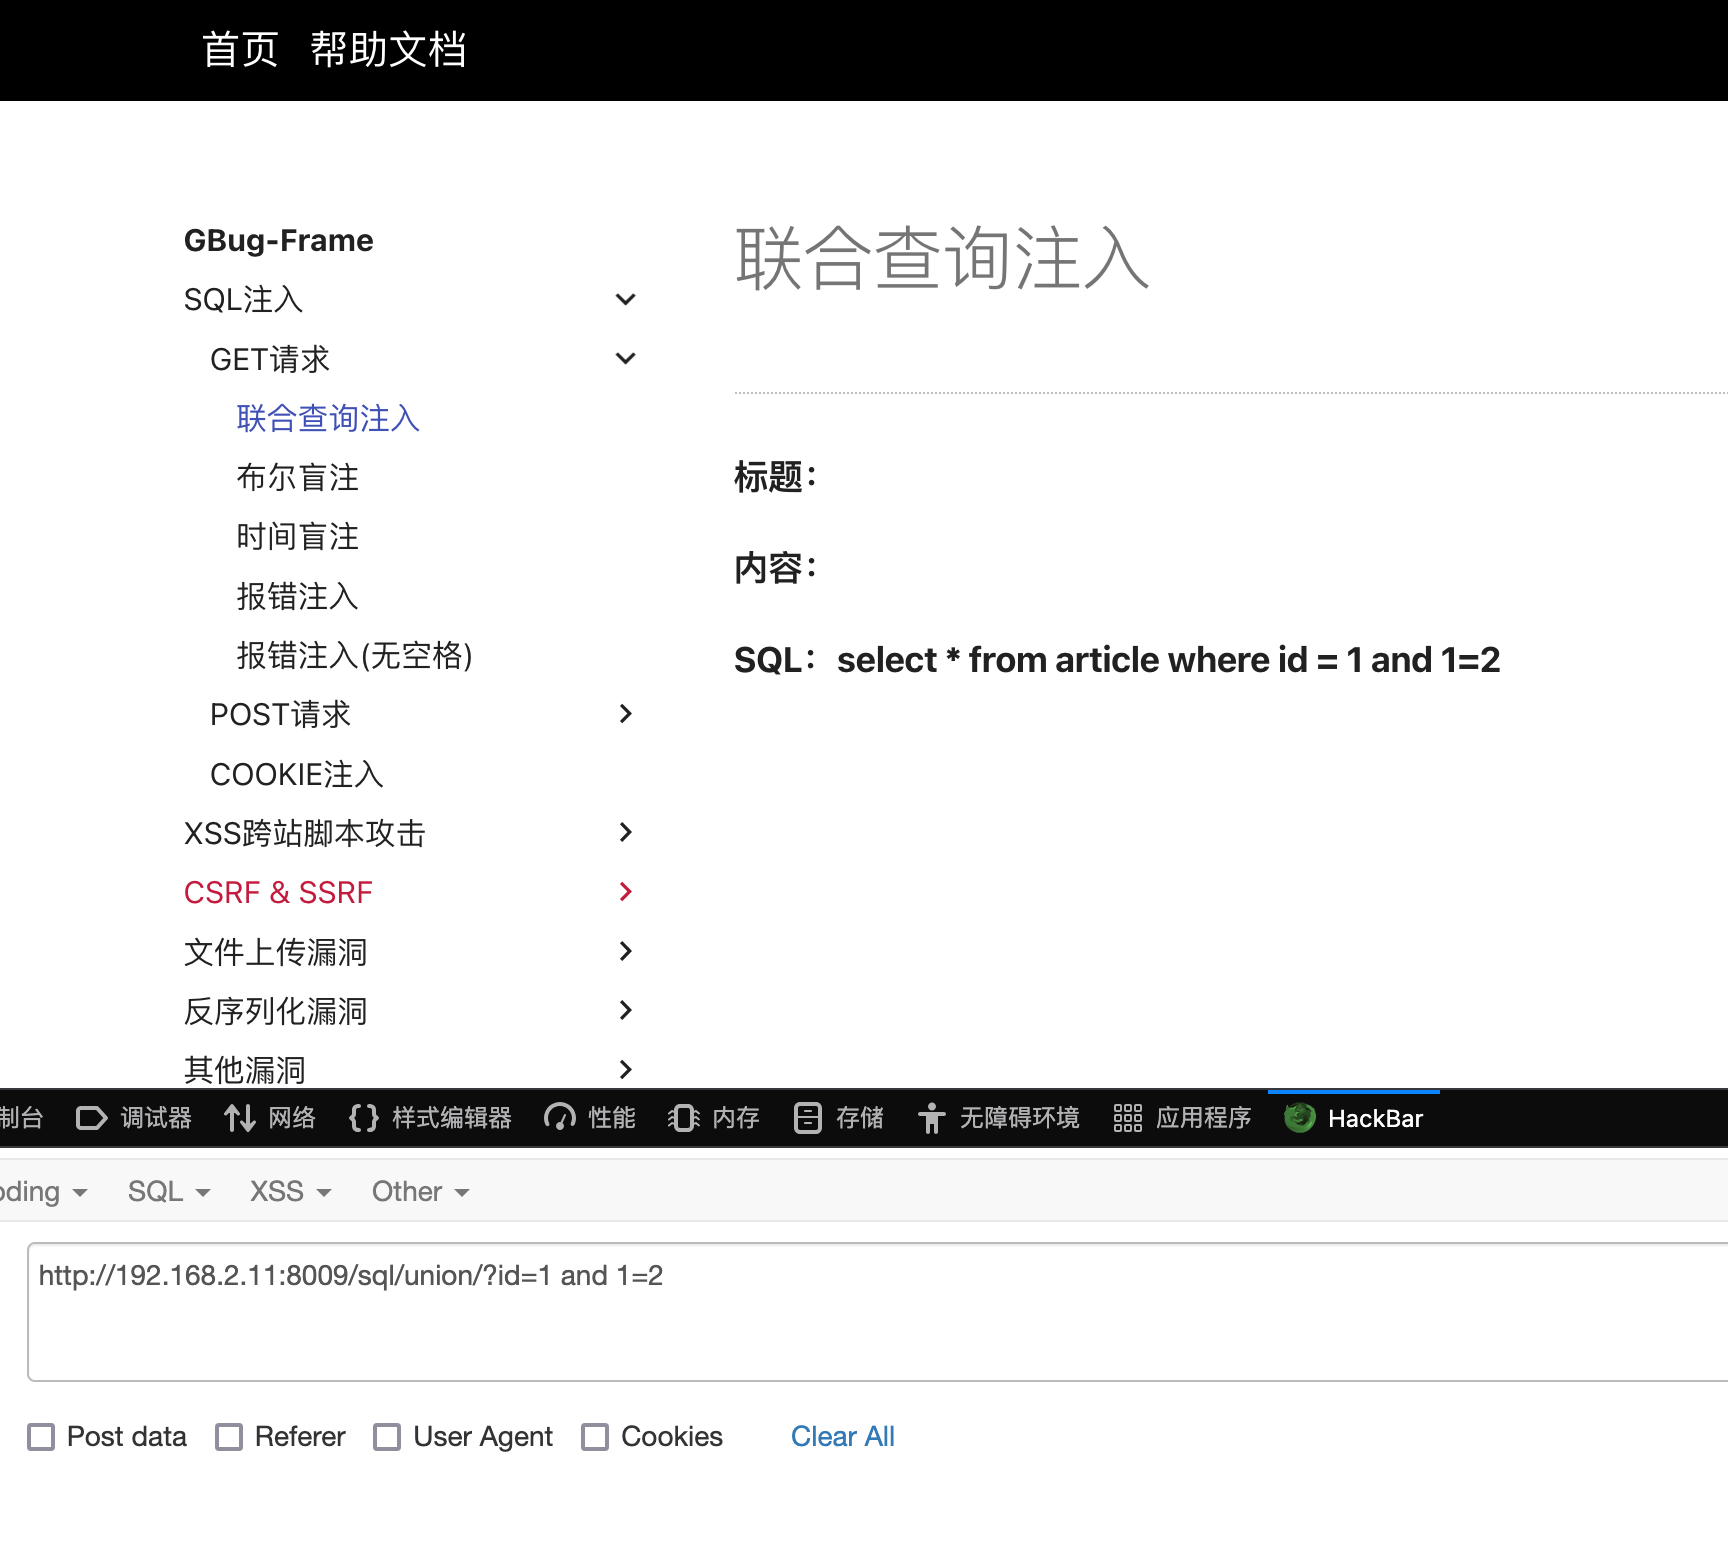 首页 帮助文档
GBug-Frame
SQL注入
GET请求
联合查询注入
布尔盲注
时间盲注
报错注入
报错注入(无空格)
POST请求
COOKIE注入
XSS跨站脚本攻击
CSRF & SSRF
文件上传漏洞
反序列化漏洞
其他漏洞
联合查询注入
标题：
内容：
SQL：select * from article where id = 1 and 1=2
制台 调试器 网络 样式编辑器 性能 内存 存储 无障碍环境 应用程序 HackBar
oding SQL XSS Other
http://192.168.2.11:8009/sql/union/?id=1 and 1=2
Post data Referer User Agent Cookies Clear All